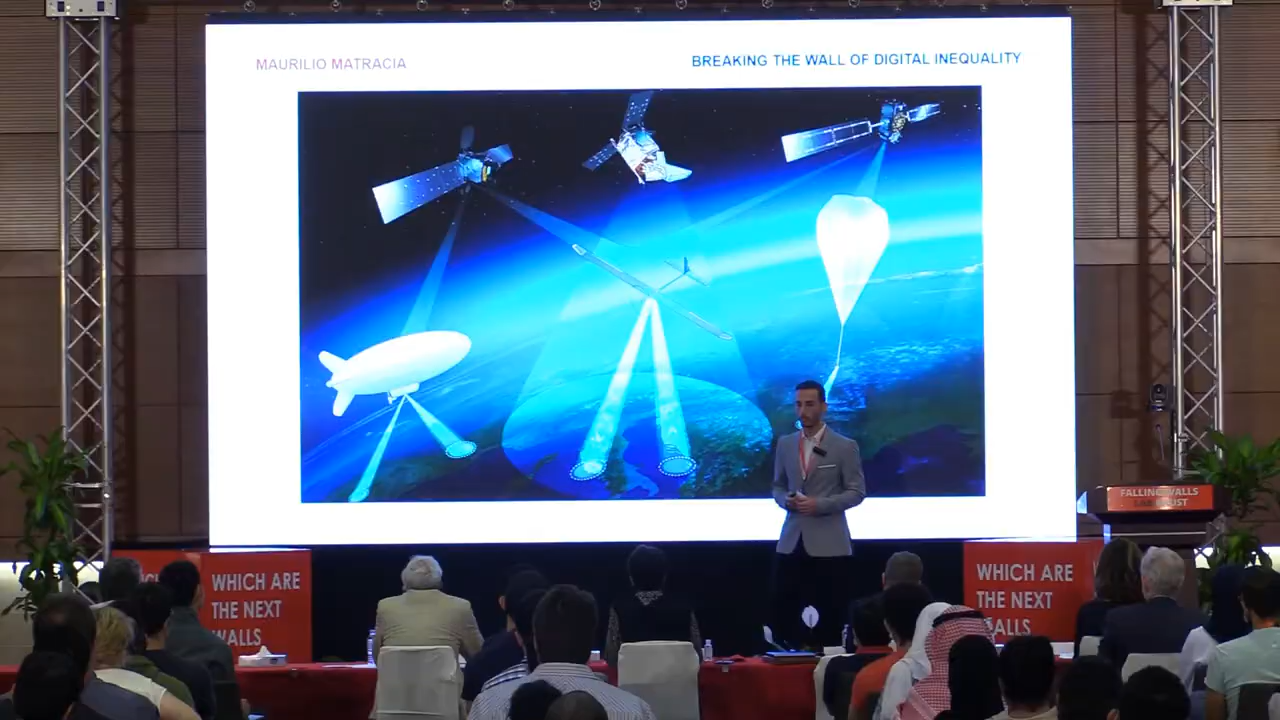 MAURILIO MATRACIA
BREAKING THE WALL OF DIGITAL INEQUALITY
FALLING WALLS
WHICH ARE
THE NEXT
WALLS
WHICH ARE
THE NEXT
WALLS